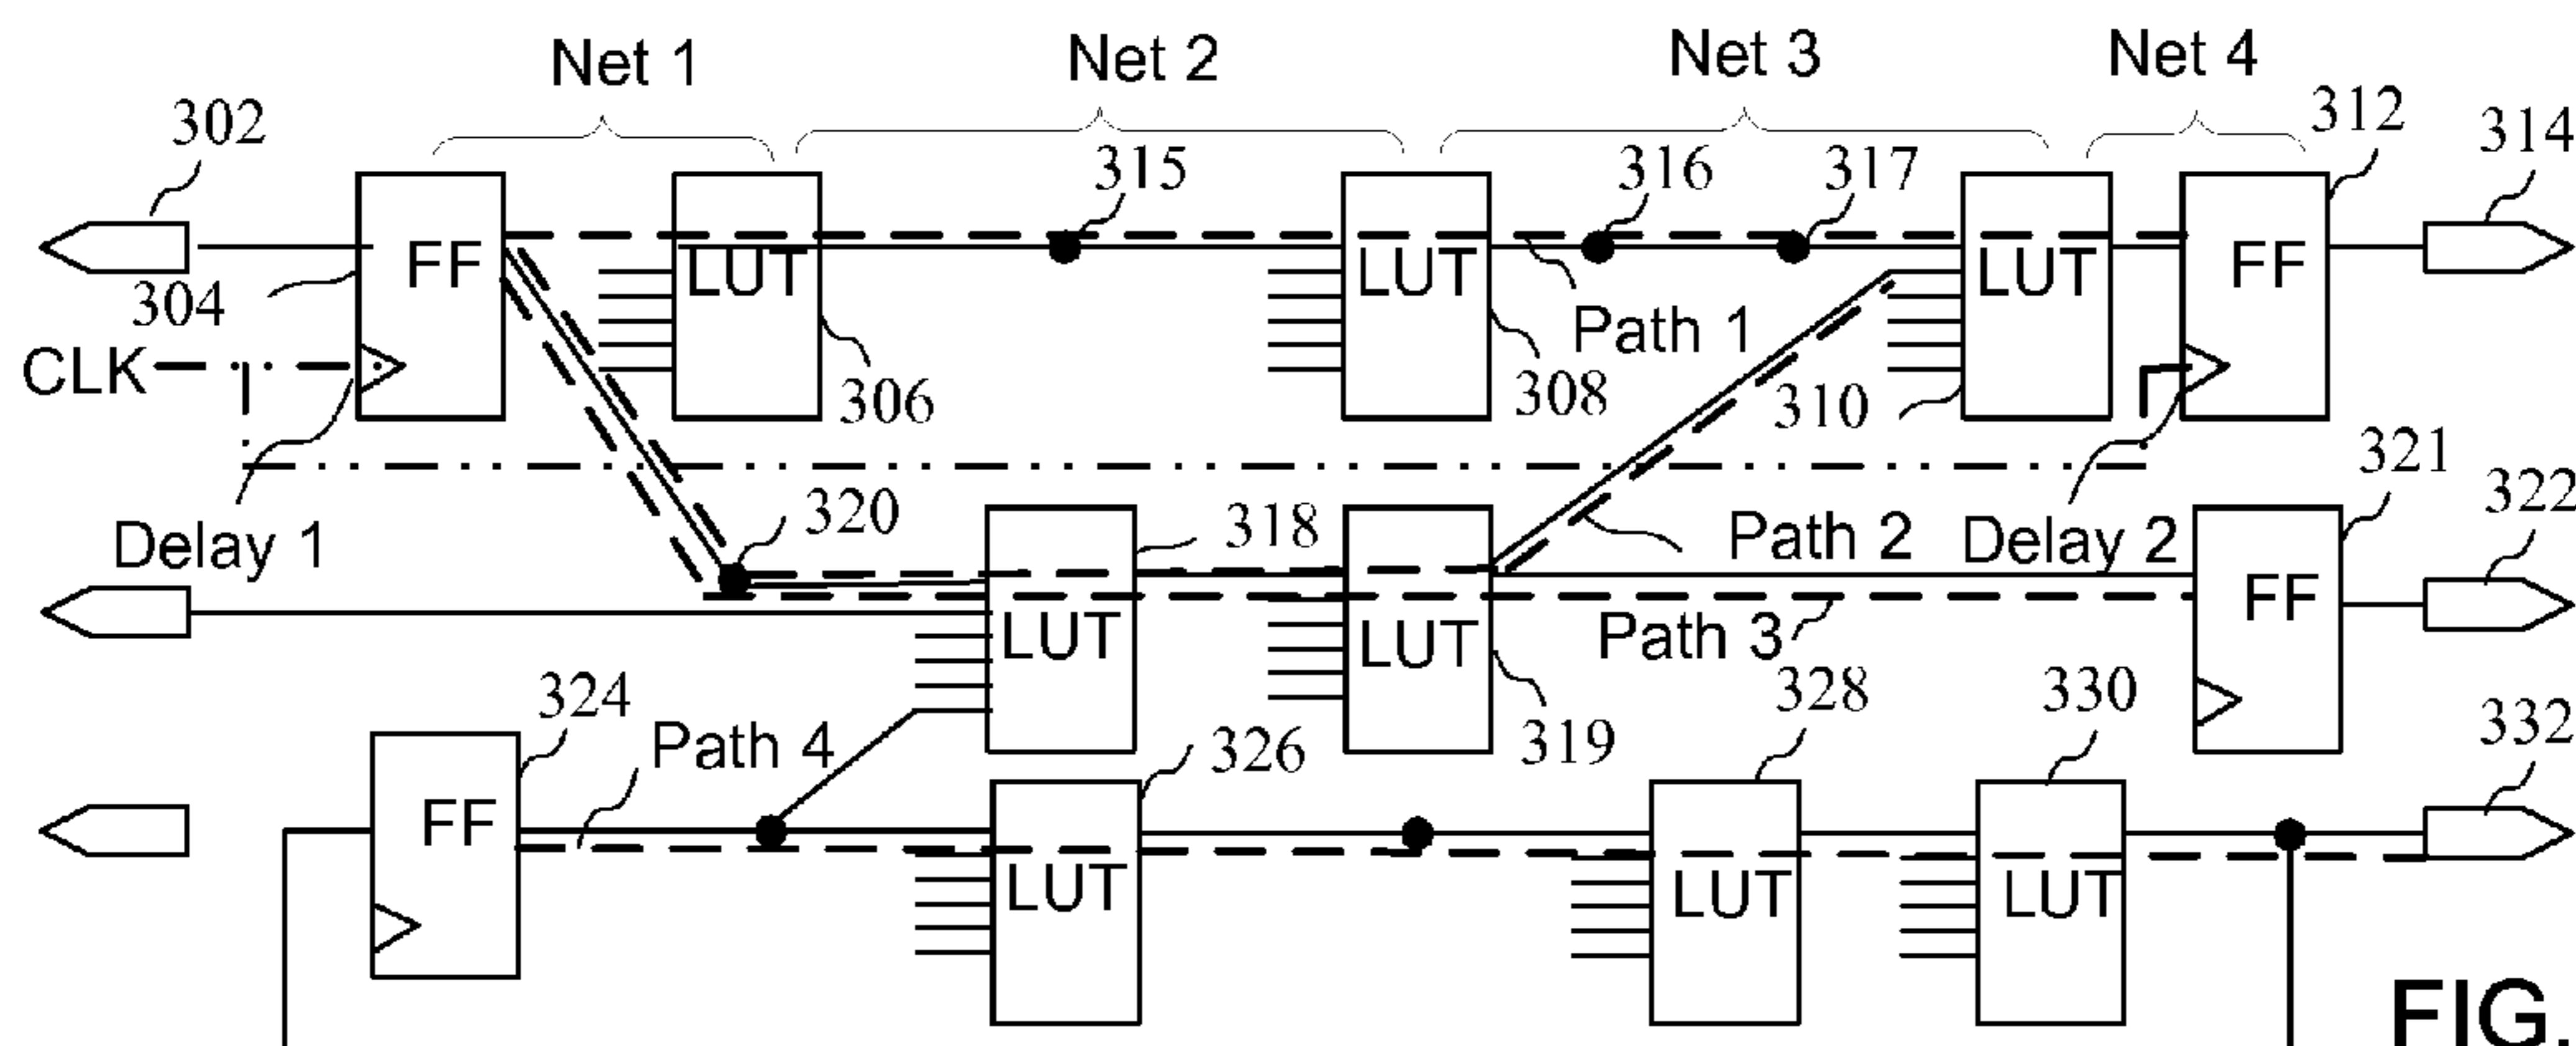 Net 1
Net 2
Net 3
Net 4
302
315
316
317
312
314
FF
LUT
LUT
LUT
FF
304
Path 1
CLK
306
308
310
321
320
318
322
Delay 1
Path 2
Delay 2
FF
LUT
LUT
Path 3
324
Path 4
328
330
332
326
319
FF
LUT
LUT
LUT
FIG.